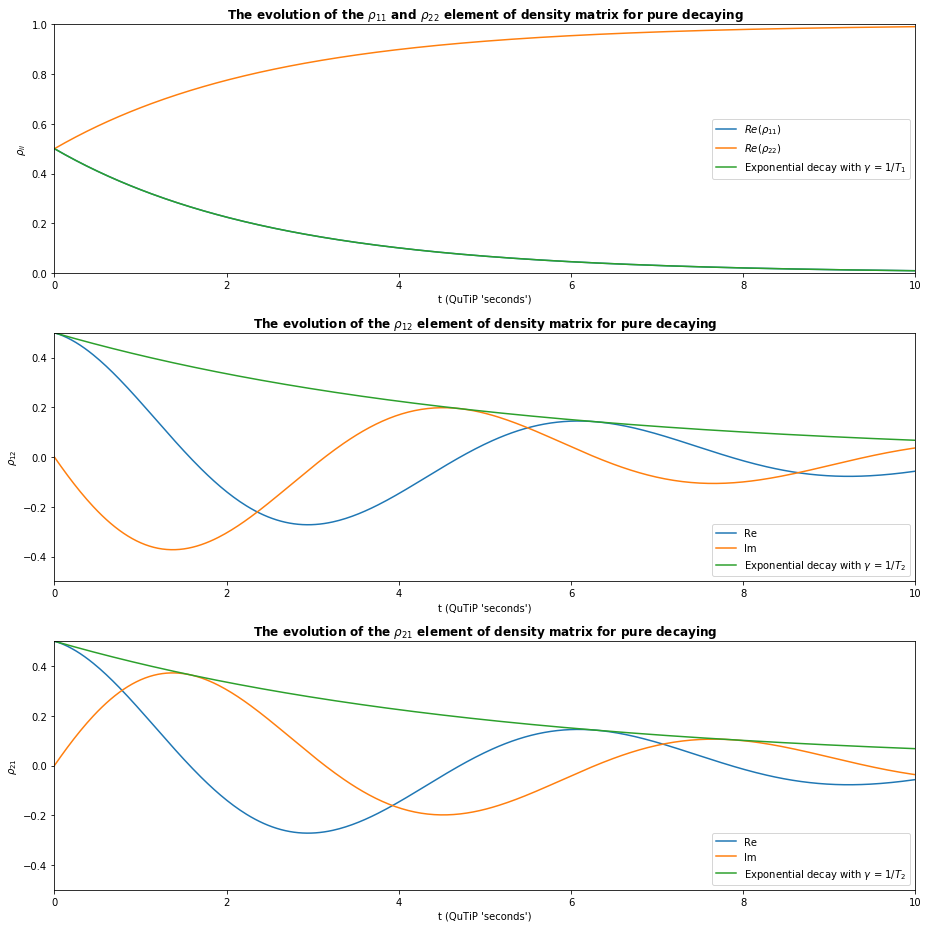 The evolution of the ρ11 and ρ22 element of density matrix for pure decaying
1.0
0.8
0.6
0.4
0.2
0.0
ρii
Re(ρ11)
Re(ρ22)
Exponential decay with γ = 1/T1
0 2 4 6 8 10
t (QuTiP 'seconds')
The evolution of the ρ12 element of density matrix for pure decaying
0.4
0.2
0.0
−0.2
−0.4
ρ12
Re
Im
Exponential decay with γ = 1/T2
0 2 4 6 8 10
t (QuTiP 'seconds')
The evolution of the ρ21 element of density matrix for pure decaying
0.4
0.2
0.0
−0.2
−0.4
ρ21
Re
Im
Exponential decay with γ = 1/T2
0 2 4 6 8 10
t (QuTiP 'seconds')